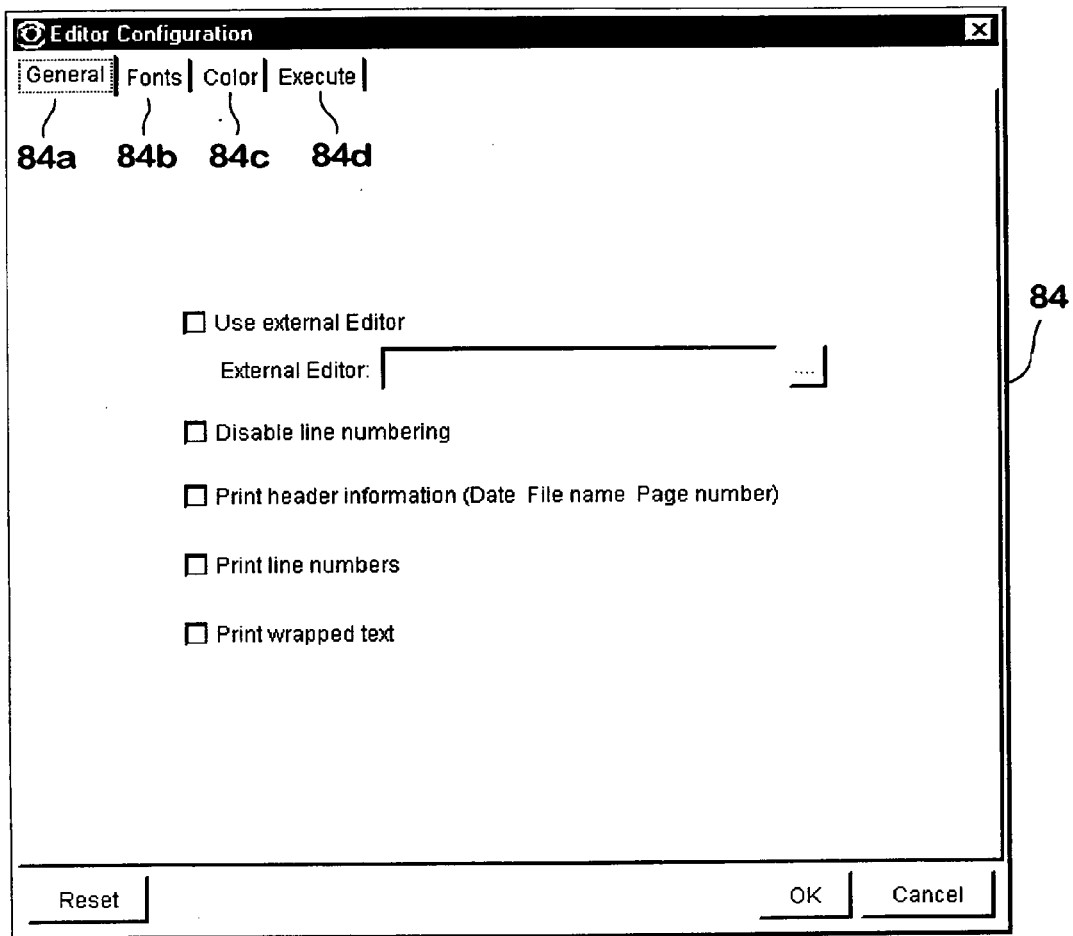 Editor Configuration
General Fonts Color Execute
84a 84b 84c 84d
84
Use external Editor
External Editor: ....
Disable line numbering
Print header information (Date File name Page number)
Print line numbers
Print wrapped text
Reset OK Cancel